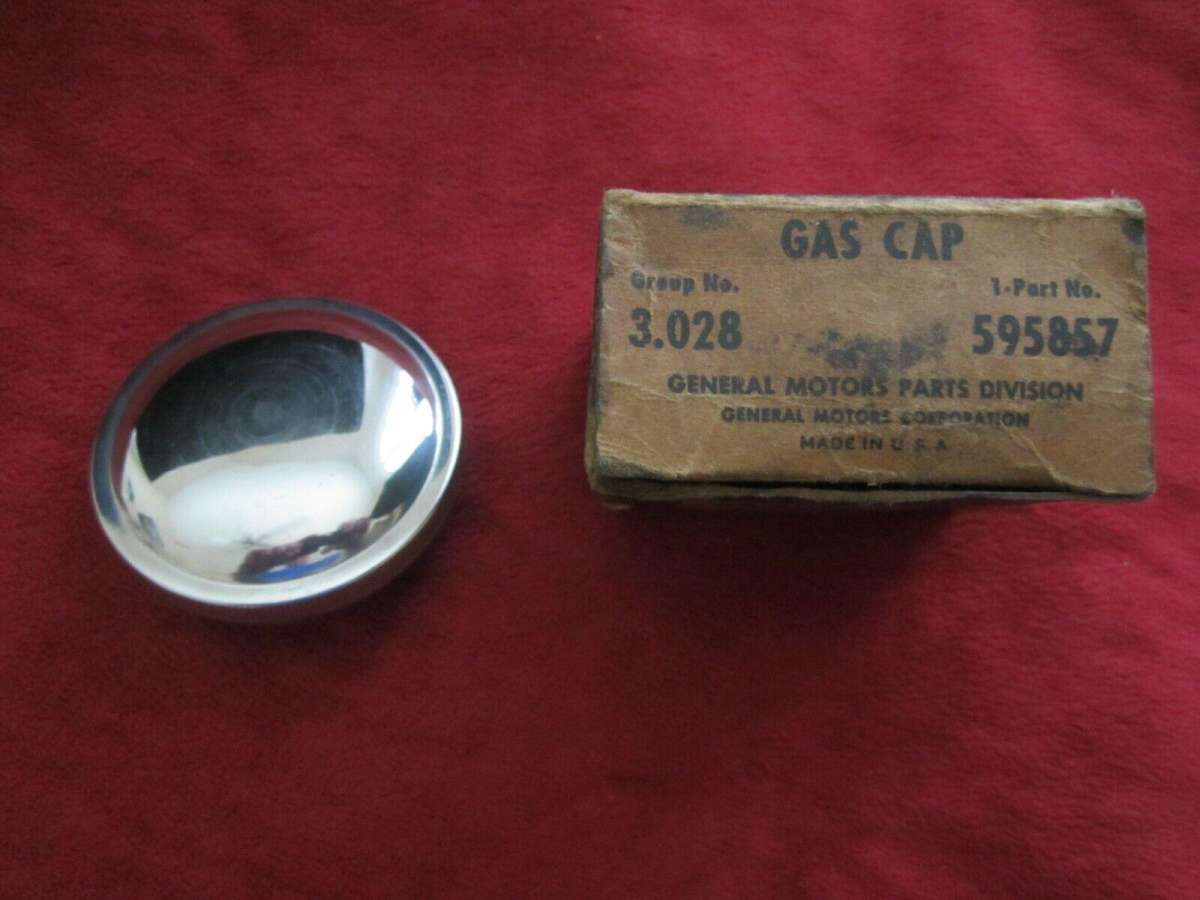 GAS CAP
Group No. 1-Part No.
3.028 595857
GENERAL MOTORS PARTS DIVISION
GENERAL MOTORS CORPORATION
MADE IN U.S.A